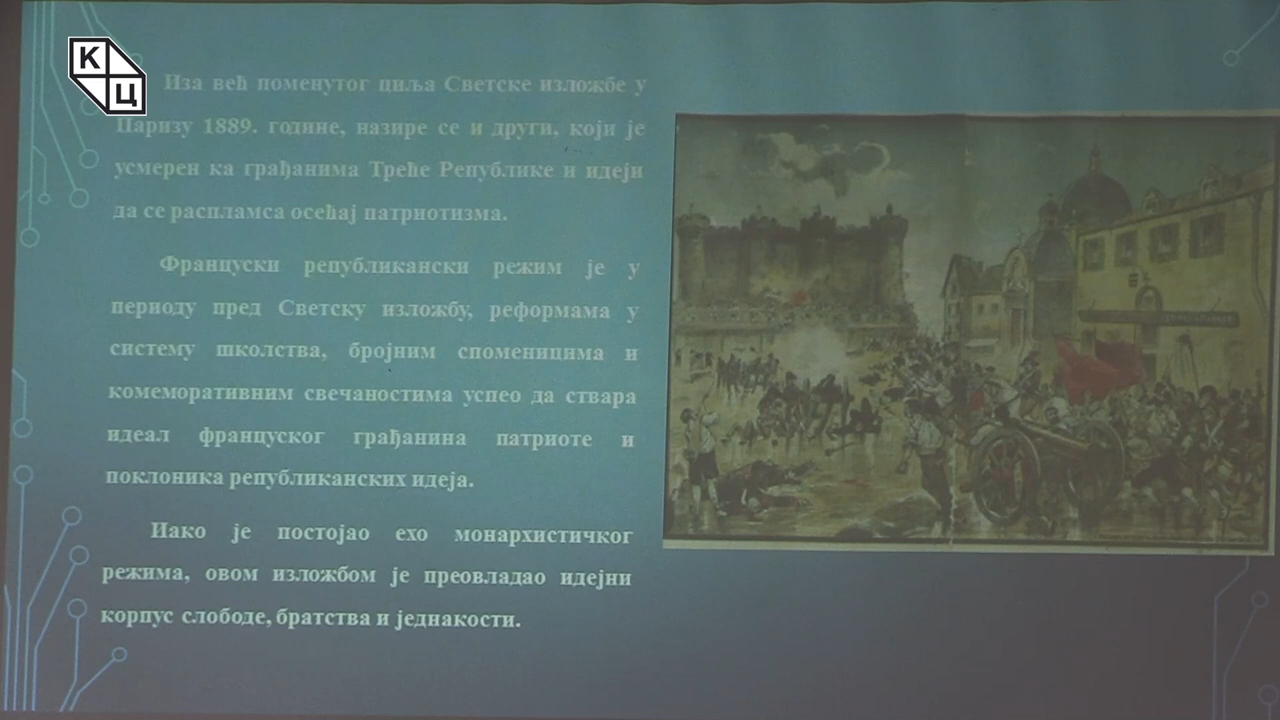 К
Ц
Иза већ поменутог циља Светске изложбе у
Паризу 1889. године, назире се и други, који је
усмерен ка грађанима Треће Републике и идеји
да се распламса осећај патриотизма.
Француски републикански режим је у
периоду пред Светску изложбу, реформама у
систему школства, бројним споменицима и
комеморативним свечаностима успео да ствара
идеал француског грађанина патриоте и
поклоника републиканских идеја.
Иако је постојао ехо монархистичког
режима, овом изложбом је преовладао идејни
корпус слободе, братства и једнакости.